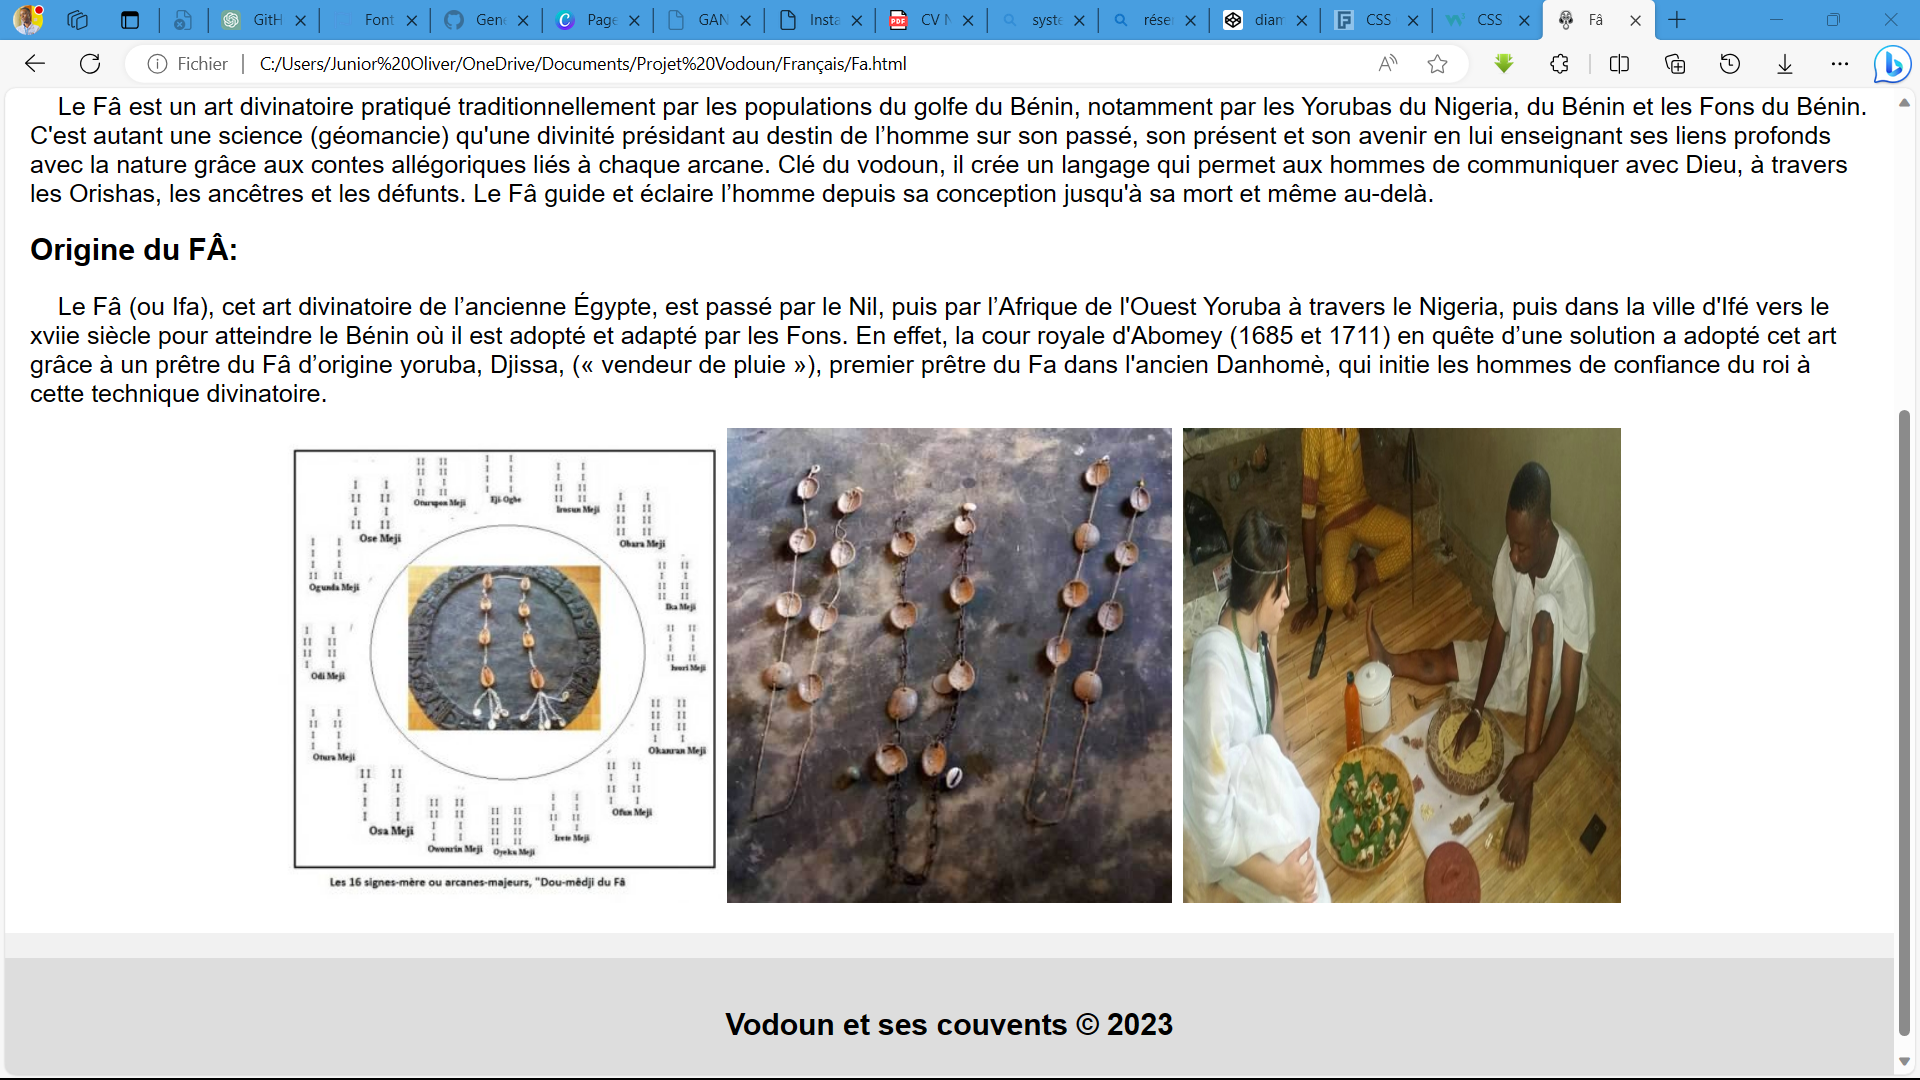 GitH
Font
Gene
Page
GAN
Insta
CV N
syste
rései
dian
CSS
CSS
Fâ
Fichier
C:/Users/Junior%20Oliver/OneDrive/Documents/Projet%20Vodoun/Français/Fa.html
Le Fâ est un art divinatoire pratiqué traditionnellement par les populations du golfe du Bénin, notamment par les Yorubas du Nigeria, du Bénin et les Fons du Bénin.
C'est autant une science (géomancie) qu'une divinité présidant au destin de l’homme sur son passé, son présent et son avenir en lui enseignant ses liens profonds
avec la nature grâce aux contes allégoriques liés à chaque arcane. Clé du vodoun, il crée un langage qui permet aux hommes de communiquer avec Dieu, à travers
les Orishas, les ancêtres et les défunts. Le Fâ guide et éclaire l’homme depuis sa conception jusqu'à sa mort et même au-delà.
Origine du FÂ:
Le Fâ (ou Ifa), cet art divinatoire de l’ancienne Égypte, est passé par le Nil, puis par l’Afrique de l'Ouest Yoruba à travers le Nigeria, puis dans la ville d'Ifé vers le
xviie siècle pour atteindre le Bénin où il est adopté et adapté par les Fons. En effet, la cour royale d'Abomey (1685 et 1711) en quête d’une solution a adopté cet art
grâce à un prêtre du Fâ d’origine yoruba, Djissa, (« vendeur de pluie »), premier prêtre du Fa dans l'ancien Danhomè, qui initie les hommes de confiance du roi à
cette technique divinatoire.
Oturupon Meji
Eji-Ogbe
Irosun Meji
Ose Meji
Obara Meji
Ogunda Meji
Ika Meji
Odi Meji
Iwori Meji
Otura Meji
Okanran Meji
Osa Meji
Ofun Meji
Owonrin Meji
Oyeku Meji
Irete Meji
Les 16 signes-mère ou arcanes-majeurs, "Dou-mêdji du Fâ
Vodoun et ses couvents © 2023